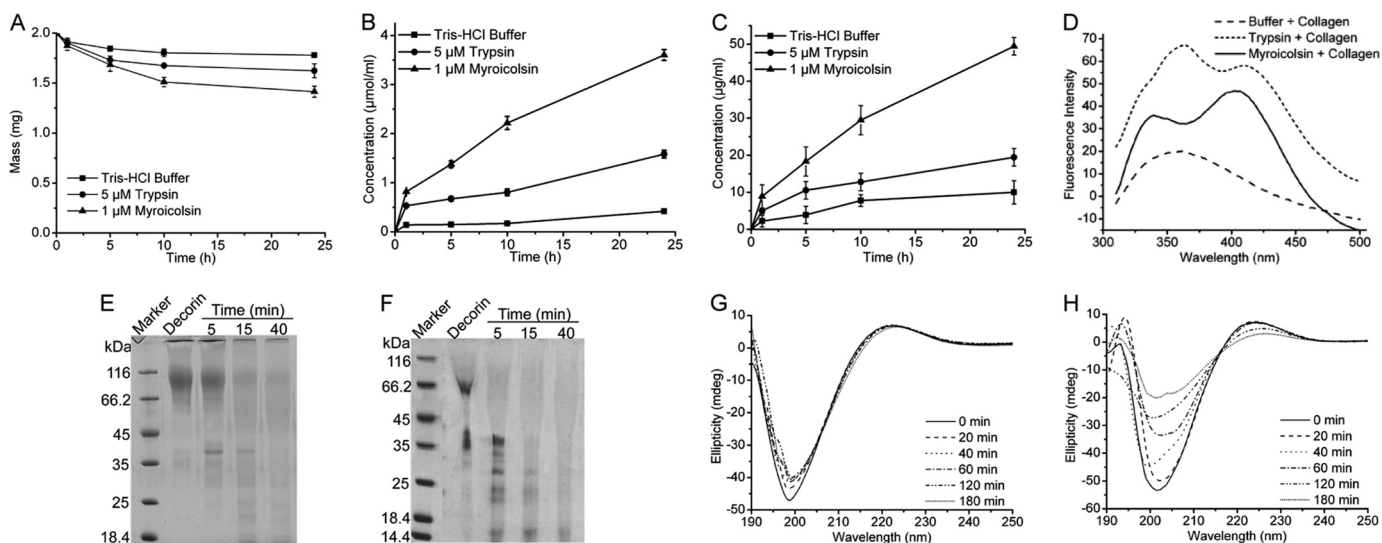 A
2.0
1.5
1.0
0.5
0.0
Mass (mg)
Tris-HCl Buffer
5 µM Trypsin
1 µM Myroicolsin
0 5 10 15 20 25
Time (h)
B
4
3
2
1
0
Concentration (µmol/ml)
Tris-HCl Buffer
5 µM Trypsin
1 µM Myroicolsin
0 5 10 15 20 25
Time (h)
C
50
40
30
20
10
0
Concentration (µg/ml)
Tris-HCl Buffer
5 µM Trypsin
1 µM Myroicolsin
0 5 10 15 20 25
Time (h)
D
80
70
60
50
40
30
20
10
0
-10
Fluorescence Intensity
Buffer + Collagen
Trypsin + Collagen
Myroicolsin + Collagen
300 350 400 450 500
Wavelength (nm)
E
Marker
Decorin
Time (min)
5 15 40
kDa
116
66.2
45
35
25
18.4
F
Marker
Decorin
Time (min)
5 15 40
kDa
116
66.2
45
35
25
18.4
14.4
G
10
0
-10
-20
-30
-40
-50
Ellipticity (mdeg)
0 min
20 min
40 min
60 min
120 min
180 min
190 200 210 220 230 240 250
Wavelength (nm)
H
10
0
-10
-20
-30
-40
-50
-60
Ellipticity (mdeg)
0 min
20 min
40 min
60 min
120 min
180 min
190 200 210 220 230 240 250
Wavelength (nm)